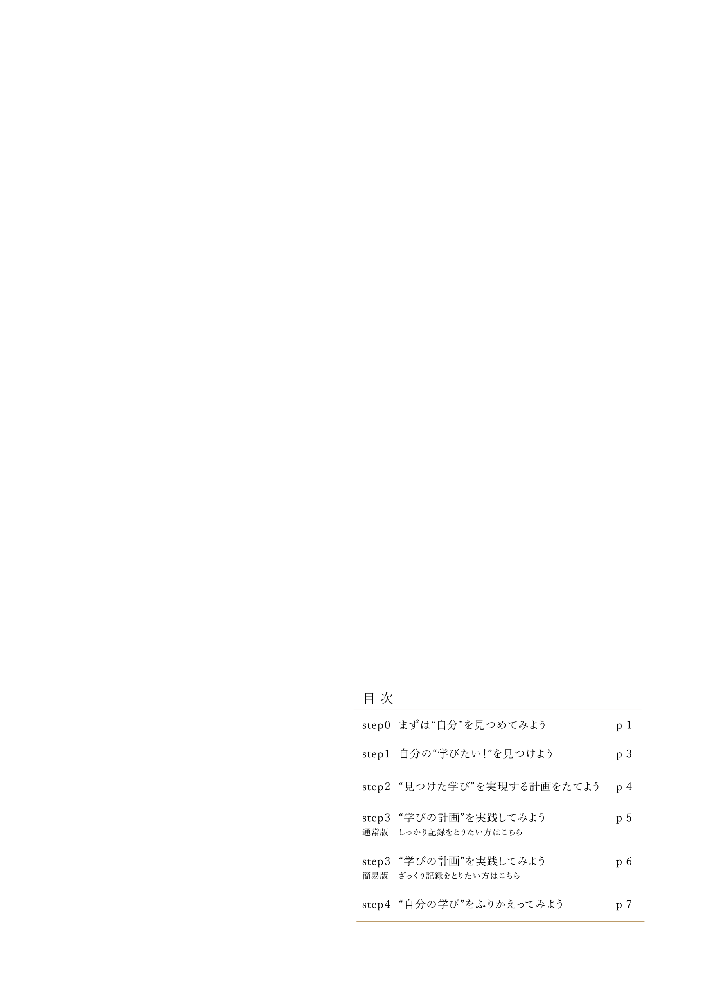 目次
step0 まずは“自分”を見つめてみよう p 1
step1 自分の“学びたい！”を見つけよう p 3
step2 “見つけた学び”を実現する計画をたてよう p 4
step3 “学びの計画”を実践してみよう p 5
通常版 しっかり記録をとりたい方はこちら
step3 “学びの計画”を実践してみよう p 6
簡易版 ざっくり記録をとりたい方はこちら
step4 “自分の学び”をふりかえってみよう p 7